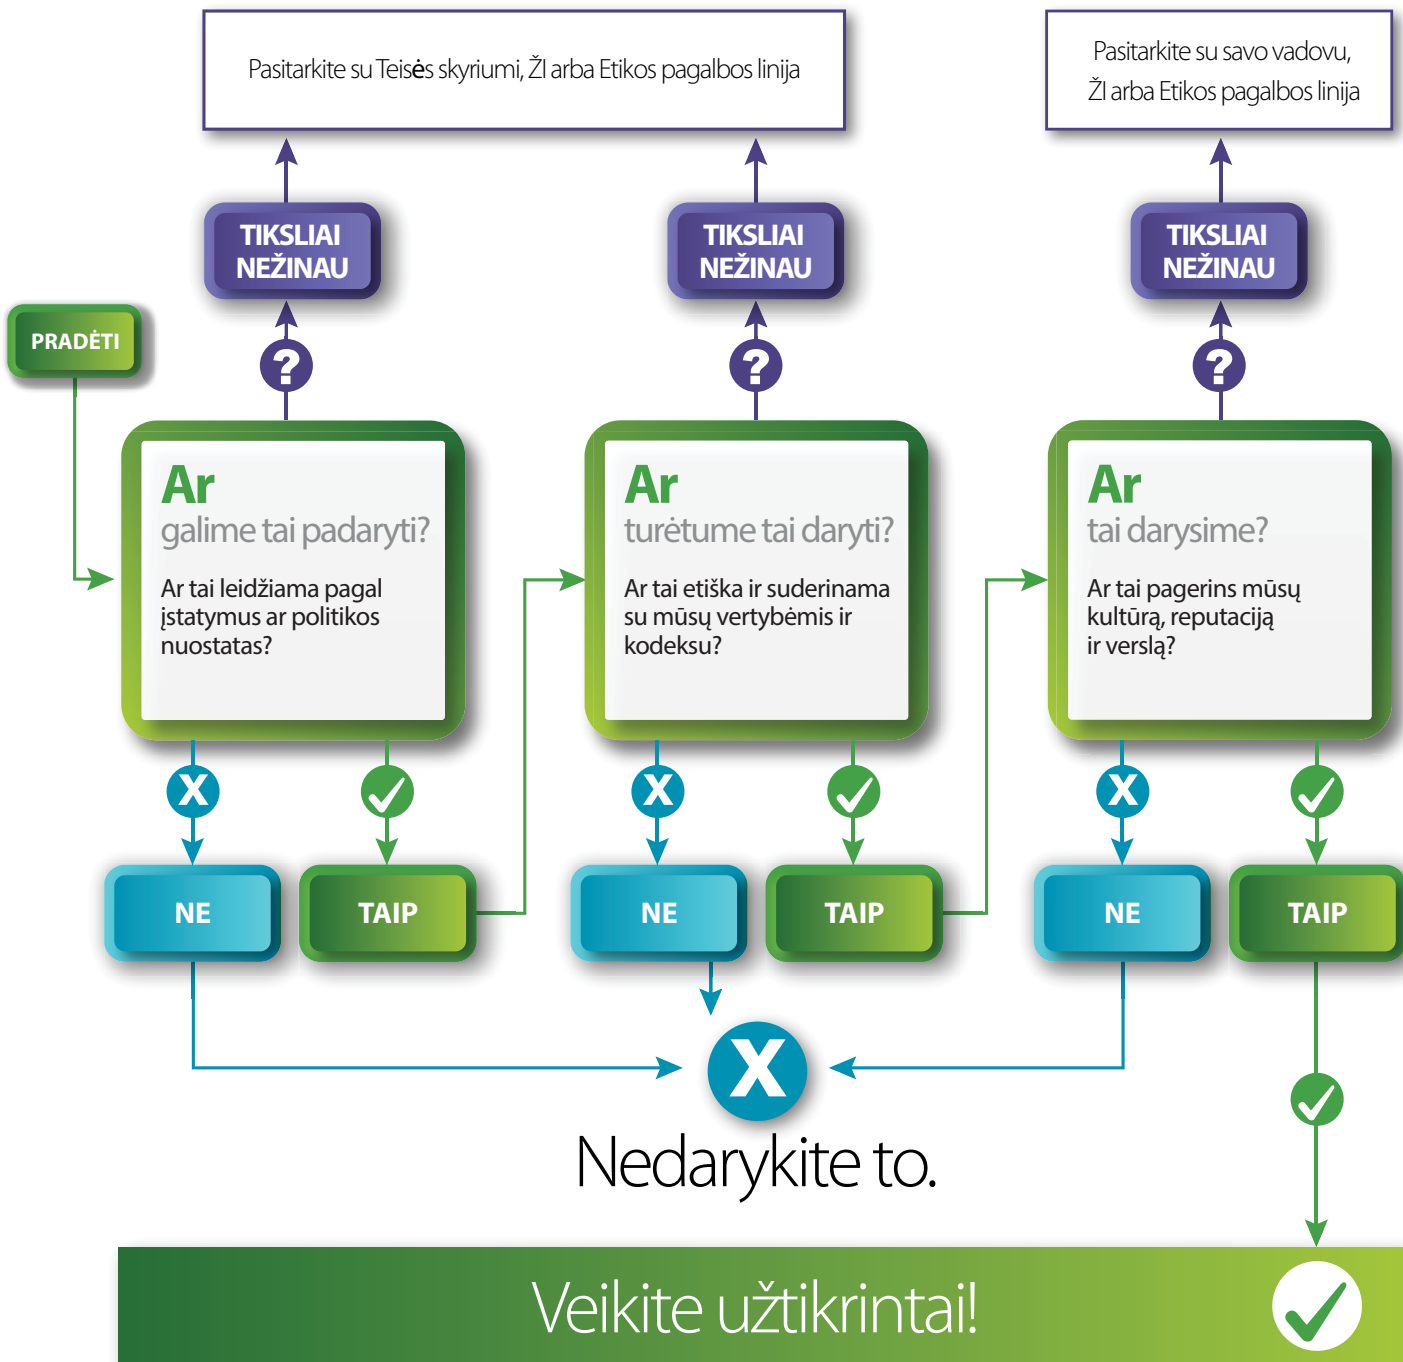 Pasitarkite su Teisės skyriumi, ŽI arba Etikos pagalbos linija
Pasitarkite su savo vadovu,
ŽI arba Etikos pagalbos linija
TIKSLIAI
NEŽINAU
TIKSLIAI
NEŽINAU
TIKSLIAI
NEŽINAU
PRADĖTI
?
?
?
Ar
galime tai padaryti?
Ar tai leidžiama pagal
įstatymus ar politikos
nuostatas?
Ar
turėtume tai daryti?
Ar tai etiška ir suderinama
su mūsų vertybėmis ir
kodeksu?
Ar
tai darysime?
Ar tai pagerins mūsų
kultūrą, reputaciją
ir verslą?
X
X
X
NE
TAIP
NE
TAIP
NE
TAIP
X
Nedarykite to.
Veikite užtikrintai!